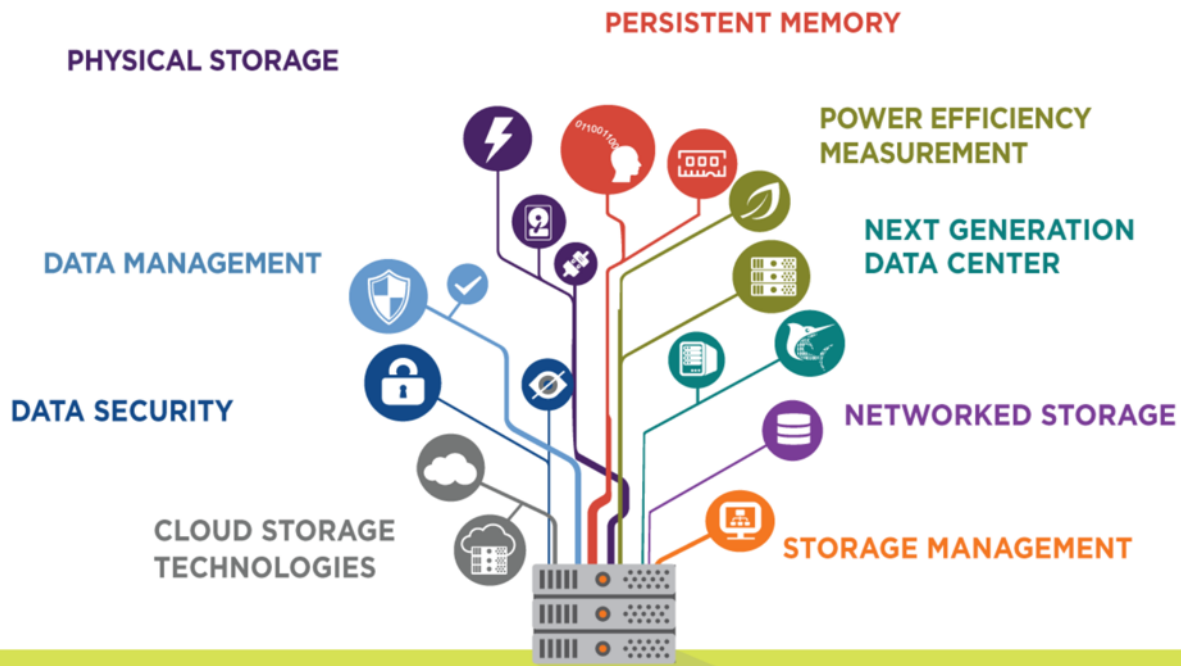 PERSISTENT MEMORY
PHYSICAL STORAGE
POWER EFFICIENCY
MEASUREMENT
011001100
NEXT GENERATION
DATA CENTER
DATA MANAGEMENT
DATA SECURITY
NETWORKED STORAGE
CLOUD STORAGE
TECHNOLOGIES
STORAGE MANAGEMENT